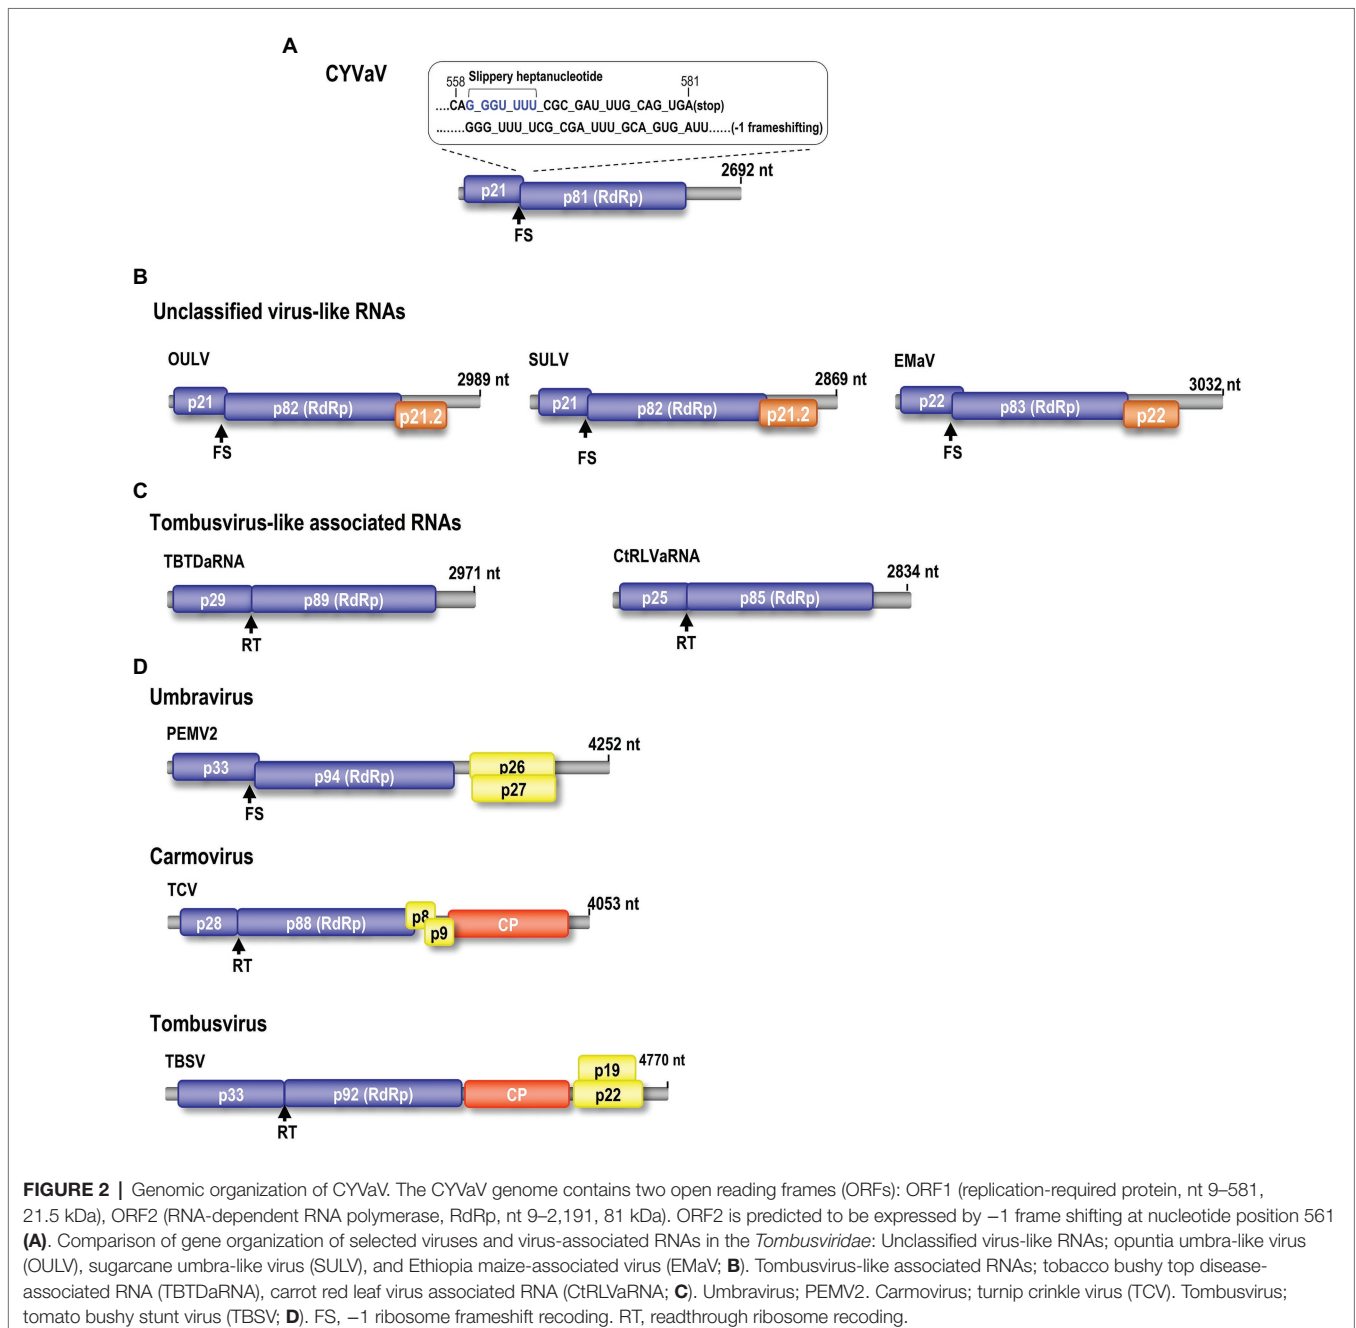 A
CYVaV
558 Slippery heptanucleotide 581
....CAG_GGU_UUU_CGC_GAU_UUG_CAG_UGA(stop)
........GGG_UUU_UCG_CGA_UUU_GCA_GUG_AUU......(-1 frameshifting)
2692 nt
p21 p81 (RdRp)
FS
B
Unclassified virus-like RNAs
OULV
2989 nt
p21 p82 (RdRp) p21.2
FS
SULV
2869 nt
p21 p82 (RdRp) p21.2
FS
EMaV
3032 nt
p22 p83 (RdRp) p22
FS
C
Tombusvirus-like associated RNAs
TBTDaRNA
2971 nt
p29 p89 (RdRp)
RT
CtRLVaRNA
2834 nt
p25 p85 (RdRp)
RT
D
Umbravirus
PEMV2
4252 nt
p33 p94 (RdRp) p26
p27
FS
Carmovirus
TCV
4053 nt
p28 p88 (RdRp) p8 p9 CP
RT
Tombusvirus
TBSV
4770 nt
p19
p33 p92 (RdRp) CP p22
RT
FIGURE 2 | Genomic organization of CYVaV. The CYVaV genome contains two open reading frames (ORFs): ORF1 (replication-required protein, nt 9–581,
21.5 kDa), ORF2 (RNA-dependent RNA polymerase, RdRp, nt 9–2,191, 81 kDa). ORF2 is predicted to be expressed by −1 frame shifting at nucleotide position 561
(A). Comparison of gene organization of selected viruses and virus-associated RNAs in the Tombusviridae: Unclassified virus-like RNAs; opuntia umbra-like virus
(OULV), sugarcane umbra-like virus (SULV), and Ethiopia maize-associated virus (EMaV; B). Tombusvirus-like associated RNAs; tobacco bushy top disease-
associated RNA (TBTDaRNA), carrot red leaf virus associated RNA (CtRLVaRNA; C). Umbravirus; PEMV2. Carmovirus; turnip crinkle virus (TCV). Tombusvirus;
tomato bushy stunt virus (TBSV; D). FS, −1 ribosome frameshift recoding. RT, readthrough ribosome recoding.